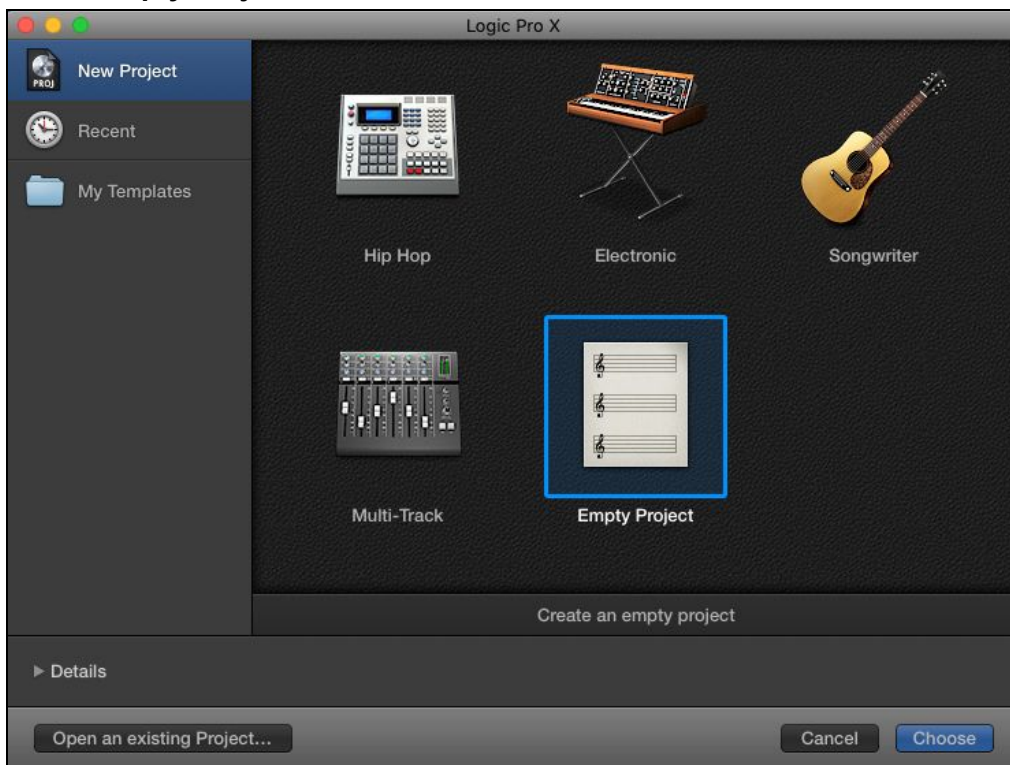 Logic Pro X
PROJ
New Project
Recent
My Templates
Hip Hop
Electronic
Songwriter
Multi-Track
Empty Project
Create an empty project
Details
Open an existing Project...
Cancel
Choose